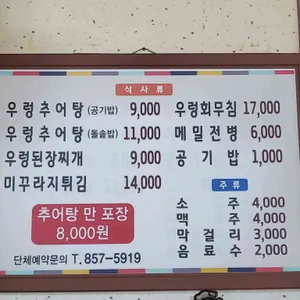 식사류
우렁추어탕 (공기밥) 9,000
우렁추어탕 (돌솥밥) 11,000
우렁된장찌개 9,000
미꾸라지튀김 14,000
추어탕 만 포장
8,000원
단체예약문의 T. 857-5919
우렁회무침 17,000
메밀전병 6,000
공기밥 1,000
주류
소주 4,000
맥주 4,000
막걸리 3,000
음료수 2,000